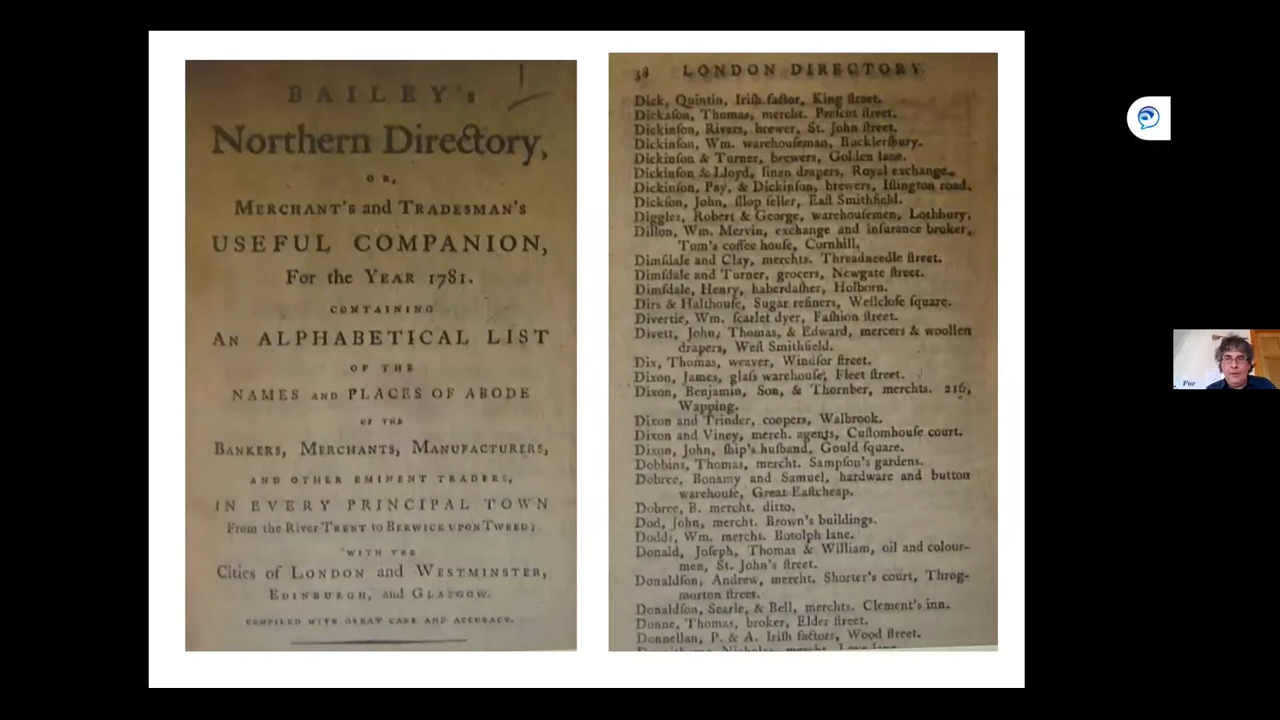 BAILEY's
Northern Directory,
OR,
MERCHANT'S and TRADESMAN'S
USEFUL COMPANION,
For the YEAR 1781.
CONTAINING
AN ALPHABETICAL LIST
OF THE
NAMES AND PLACES OF ABODE
OF THE
BANKERS, MERCHANTS, MANUFACTURERS,
AND OTHER EMINENT TRADERS,
IN EVERY PRINCIPAL TOWN
From the River TRENT to BERWICK UPON TWEED;
WITH THE
Cities of LONDON and WESTMINSTER,
EDINBURGH, and GLASGOW.
COMPILED WITH GREAT CARE AND ACCURACY.
38 LONDON DIRECTORY.
Dick, Quintin, Iriſh factor, King ſtreet.
Dickaſon, Thomas, mercht. Preſcot ſtreet.
Dickinſon, Rivers, brewer, St. John ſtreet.
Dickinſon, Wm. warehouſeman, Bucklerſbury.
Dickinſon & Turner, brewers, Golden lane.
Dickinſon & Lloyd, linen drapers, Royal exchange.
Dickinſon, Pay, & Dickinſon, brewers, Iſlington road.
Dickſon, John, ſlop ſeller, Eaſt Smithfield.
Diggles, Robert & George, warehouſemen, Lothbury.
Dillon, Wm. Mervin, exchange and inſurance broker,
Tom's coffee houſe, Cornhill.
Dimſdale and Clay, merchts. Threadneedle ſtreet.
Dimſdale and Turner, grocers, Newgate ſtreet.
Dimſdale, Henry, haberdaſher, Holborn.
Dirs & Halthouſe, Sugar refiners, Wellcloſe ſquare.
Divertie, Wm. ſcarlet dyer, Faſhion ſtreet.
Divett, John, Thomas, & Edward, mercers & woollen
drapers, Weſt Smithfield.
Dix, Thomas, weaver, Windſor ſtreet.
Dixon, James, glaſs warehouſe, Fleet ſtreet.
Dixon, Benjamin, Son, & Thornber, merchts. 216,
Wapping.
Dixon and Trinder, coopers, Walbrook.
Dixon and Viney, merch. agents, Cuſtomhouſe court.
Dixon, John, ſhip's huſband, Gould ſquare.
Dobbins, Thomas, mercht. Sampſon's gardens.
Dobree, Bonamy and Samuel, hardware and button
warehouſe, Great Eaſtcheap.
Dobree, B. mercht. ditto.
Dod, John, mercht. Brown's buildings.
Dodds, Wm. mercht. Botolph lane.
Donald, Joſeph, Thomas & William, oil and colour-
men, St. John's ſtreet.
Donaldſon, Andrew, mercht. Shorter's court, Throg-
morton ſtreet.
Donaldſon, Searle, & Bell, merchts. Clement's inn.
Donne, Thomas, broker, Elder ſtreet.
Donnellan, P. & A. Iriſh factors, Wood ſtreet.
For